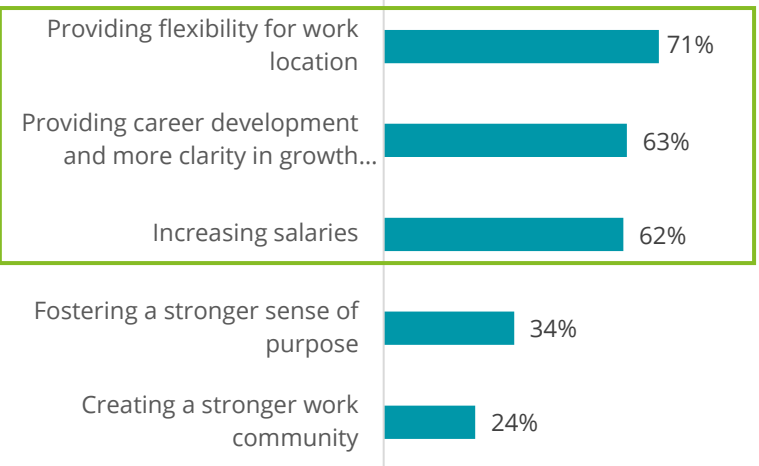 Providing flexibility for work
location
71%
Providing career development
and more clarity in growth...
63%
Increasing salaries
62%
Fostering a stronger sense of
purpose
34%
Creating a stronger work
community
24%